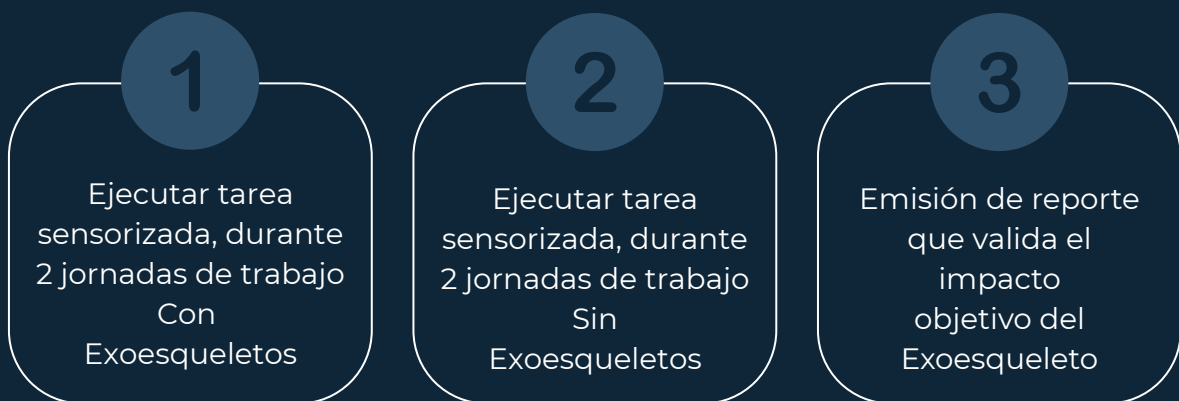 1
Ejecutar tarea
sensorizada, durante
2 jornadas de trabajo
Con
Exoesqueletos
2
Ejecutar tarea
sensorizada, durante
2 jornadas de trabajo
Sin
Exoesqueletos
3
Emisión de reporte
que valida el
impacto
objetivo del
Exoesqueleto